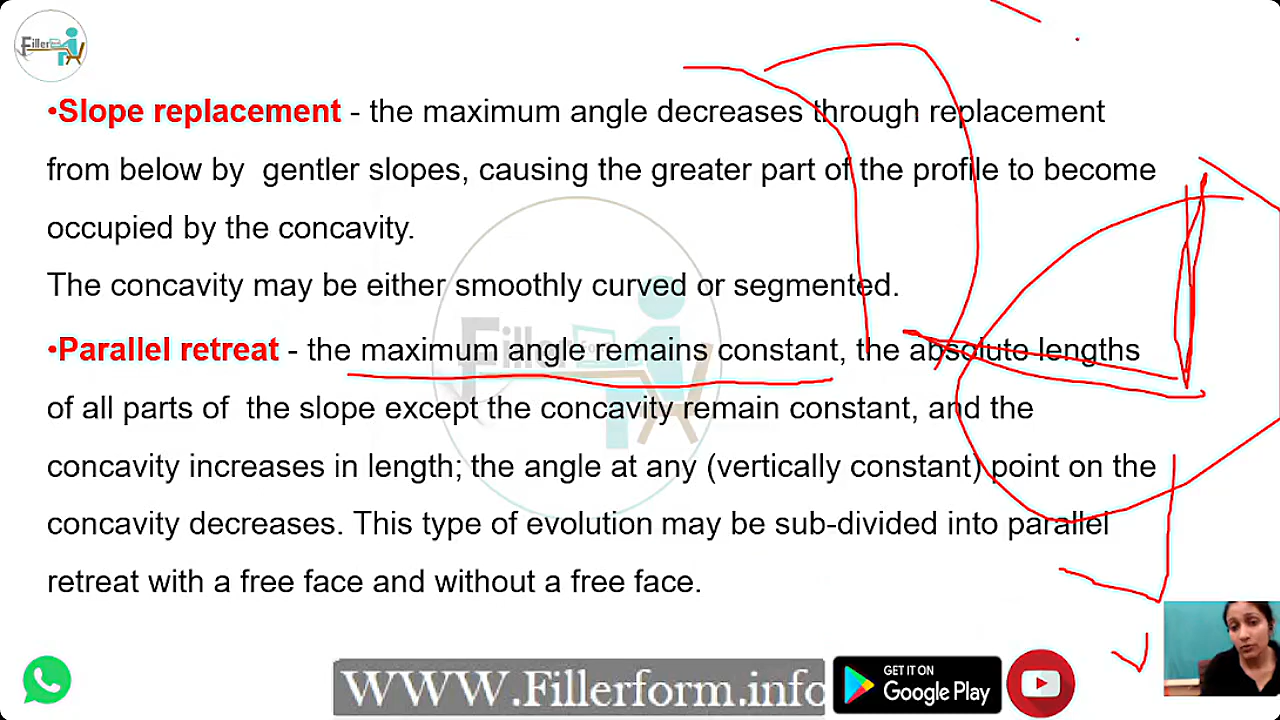 Filler
•Slope replacement - the maximum angle decreases through replacement
from below by gentler slopes, causing the greater part of the profile to become
occupied by the concavity.
The concavity may be either smoothly curved or segmented.
•Parallel retreat - the maximum angle remains constant, the absolute lengths
of all parts of the slope except the concavity remain constant, and the
concavity increases in length; the angle at any (vertically constant) point on the
concavity decreases. This type of evolution may be sub-divided into parallel
retreat with a free face and without a free face.
WWW.Fillerform.info
GET IT ON
Google Play